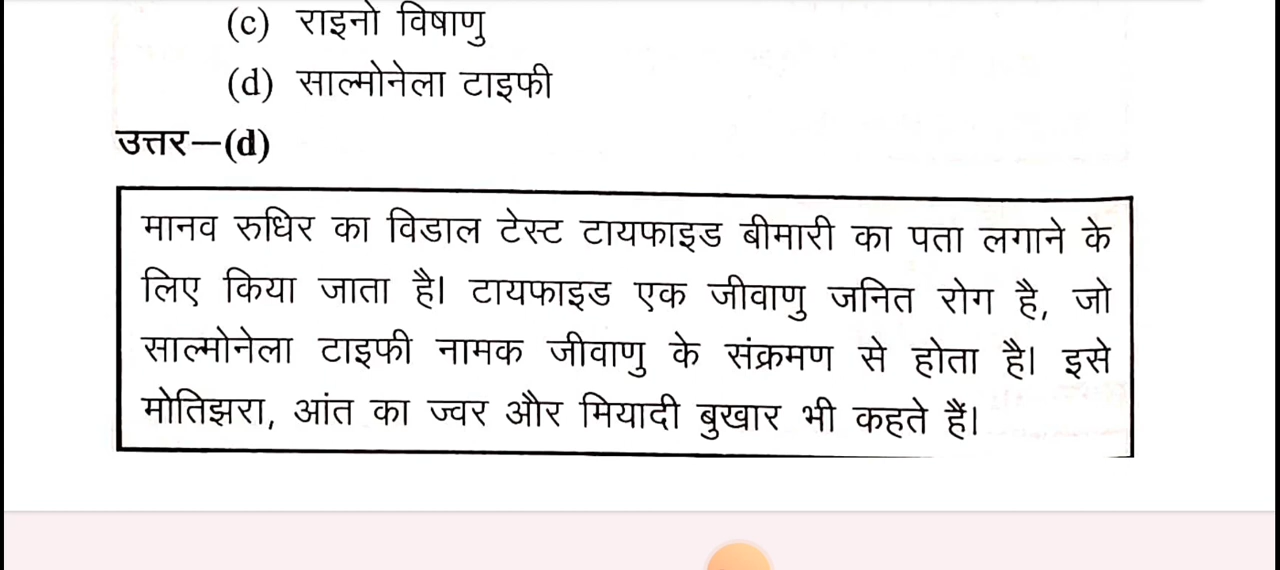 (c) राइनो विषाणु
(d) साल्मोनेला टाइफी
उत्तर–(d)
मानव रुधिर का विडाल टेस्ट टायफाइड बीमारी का पता लगाने के
लिए किया जाता है। टायफाइड एक जीवाणु जनित रोग है, जो
साल्मोनेला टाइफी नामक जीवाणु के संक्रमण से होता है। इसे
मोतिझरा, आंत का ज्वर और मियादी बुखार भी कहते हैं।